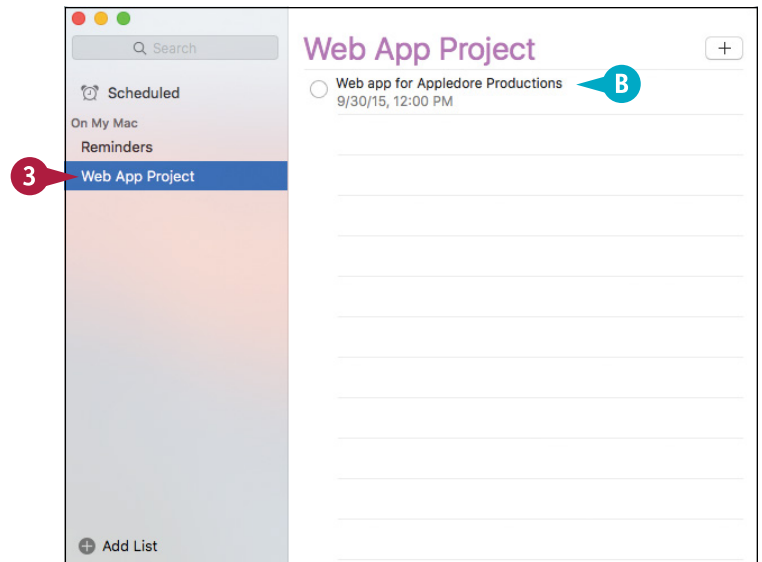 Search
Scheduled
On My Mac
Reminders
3
Web App Project
Add List
Web App Project
+
Web app for Appledore Productions
B
9/30/15, 12:00 PM